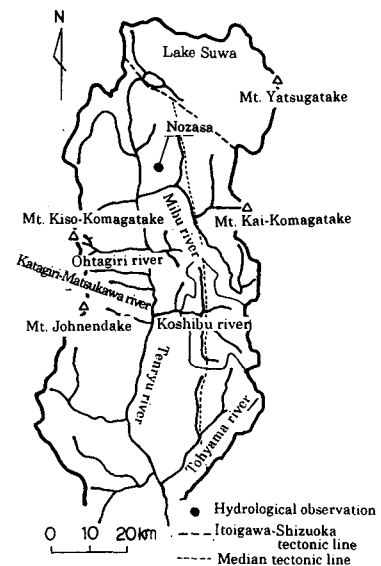 N
Lake Suwa
Mt. Yatsugatake
Nozasa
Mibu river
Mt. Kiso-Komagatake
Mt. Kai-Komagatake
Ohtagiri river
Katagiri-Matsukawa river
Mt. Johnendake
Koshibu river
Tenryu river
Tohyama river
Hydrological observation
Itoigawa-Shizuoka
tectonic line
Median tectonic line
0 10 20km